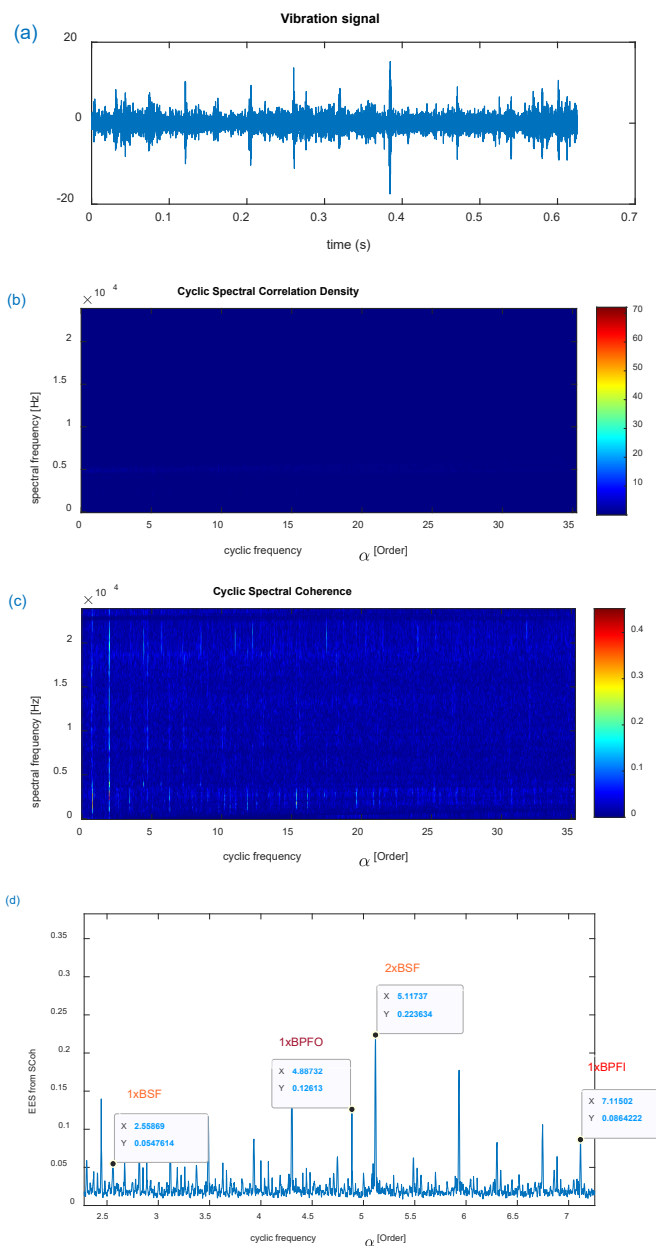 Vibration signal
(a)
20
0
-20
0 0.1 0.2 0.3 0.4 0.5 0.6 0.7
time (s)
(b)
× 10 4
Cyclic Spectral Correlation Density
2
1.5
1
0.5
0
spectral frequency [Hz]
0 5 10 15 20 25 30 35
cyclic frequency α [Order]
70
60
50
40
30
20
10
(c)
× 10 4
Cyclic Spectral Coherence
2
1.5
1
0.5
0
spectral frequency [Hz]
0 5 10 15 20 25 30 35
cyclic frequency α [Order]
0.4
0.3
0.2
0.1
0
(d)
0.35
0.3
0.25
0.2
0.15
0.1
0.05
0
EES from SCoh
2xBSF
X 5.11737
Y 0.223634
1xBPFO
X 4.88732
Y 0.12613
1xBPFI
X 7.11502
Y 0.0864222
1xBSF
X 2.55869
Y 0.0547614
2.5 3 3.5 4 4.5 5 5.5 6 6.5 7
cyclic frequency α [Order]